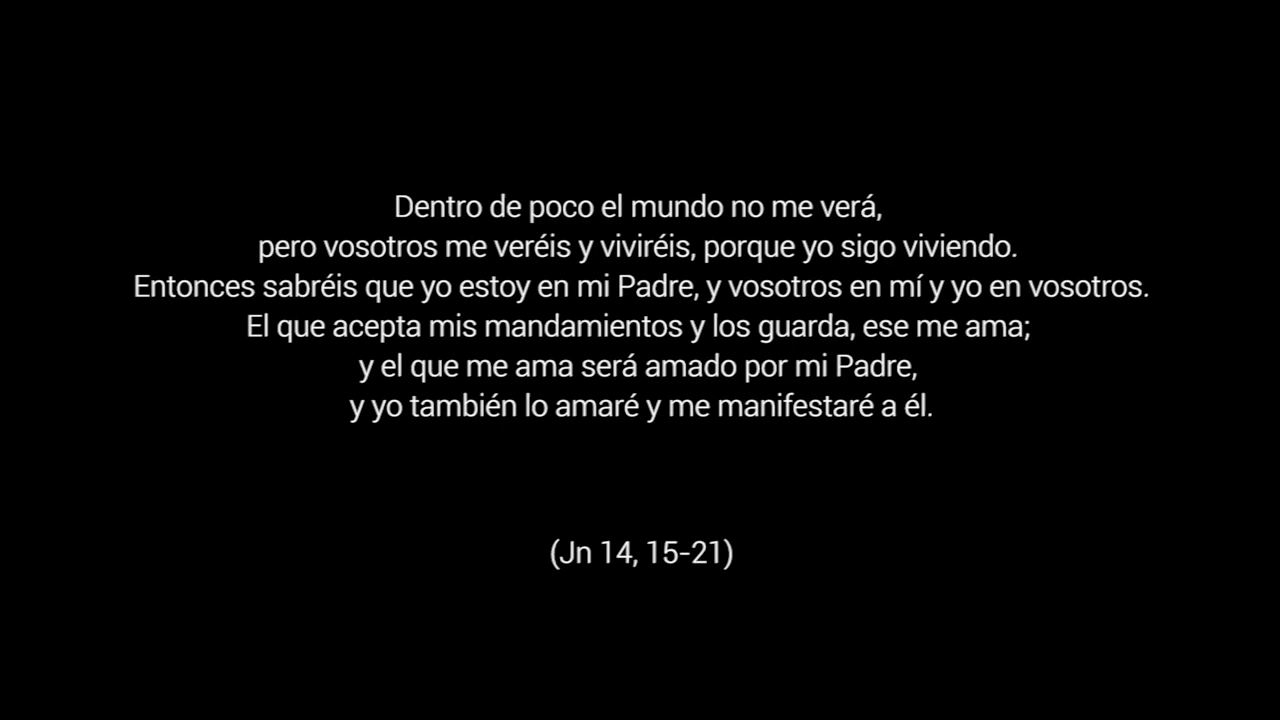 Dentro de poco el mundo no me verá,
pero vosotros me veréis y viviréis, porque yo sigo viviendo.
Entonces sabréis que yo estoy en mi Padre, y vosotros en mí y yo en vosotros.
El que acepta mis mandamientos y los guarda, ese me ama;
y el que me ama será amado por mi Padre,
y yo también lo amaré y me manifestaré a él.
(Jn 14, 15-21)